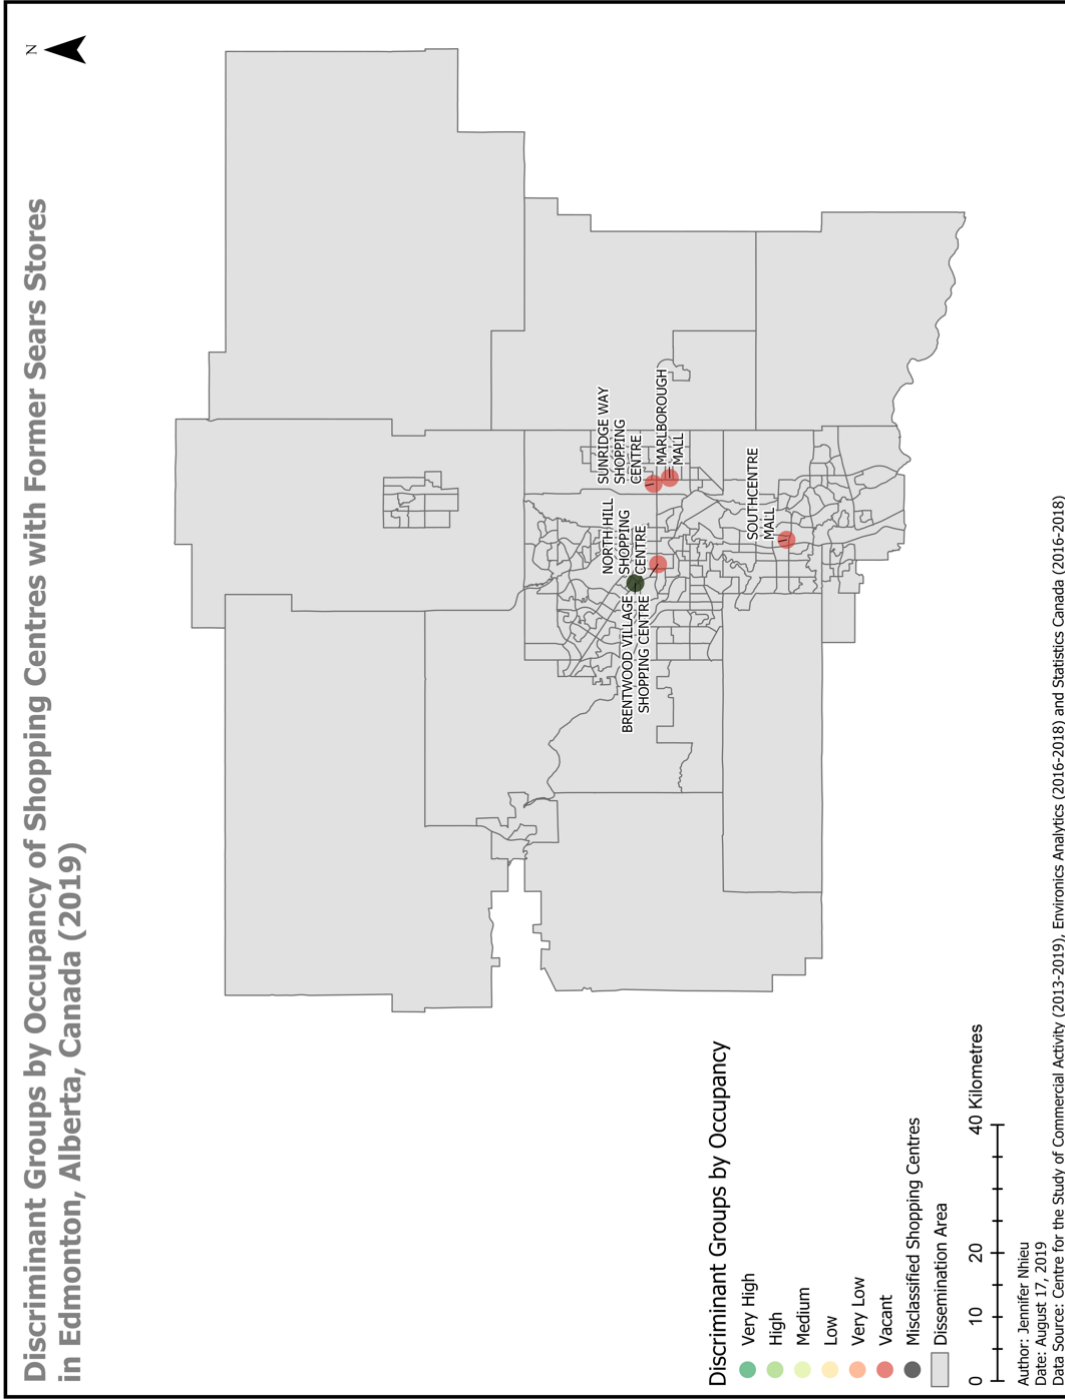 Discriminant Groups by Occupancy of Shopping Centres with Former Sears Stores
in Edmonton, Alberta, Canada (2019)
N
SUNRIDGE WAY
SHOPPING
CENTRE
MARLBOROUGH
MALL
NORTH HILL
SHOPPING
CENTRE
BRENTWOOD VILLAGE
SHOPPING CENTRE
SOUTHCENTRE
MALL
Discriminant Groups by Occupancy
Very High
High
Medium
Low
Very Low
Vacant
Misclassified Shopping Centres
Dissemination Area
0 10 20 40 Kilometres
Author: Jennifer Nhieu
Date: August 17, 2019
Data Source: Centre for the Study of Commercial Activity (2013-2019), Environics Analytics (2016-2018) and Statistics Canada (2016-2018)